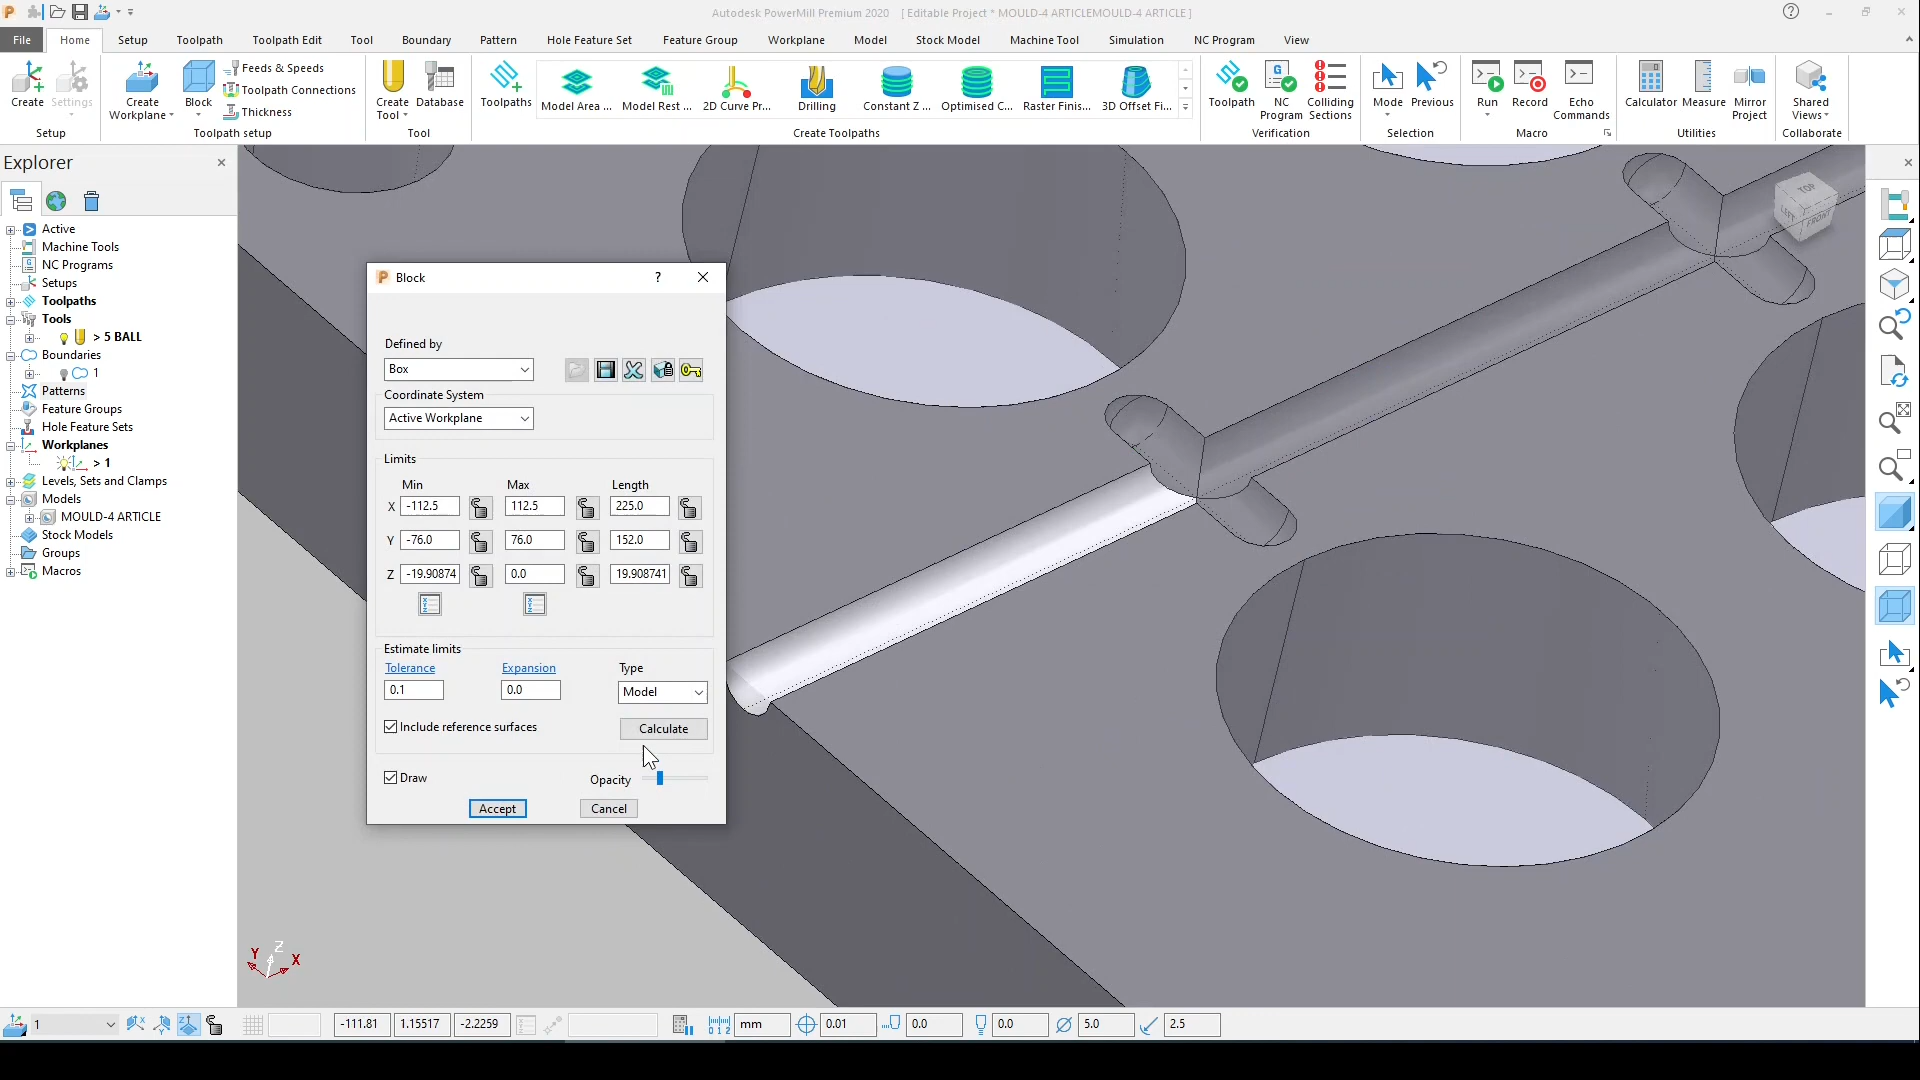 Autodesk PowerMill Premium 2020 [ Editable Project * MOULD-4 ARTICLEMOULD-4 ARTICLE ]
File Home Setup Toolpath Toolpath Edit Tool Boundary Pattern Hole Feature Set Feature Group Workplane Model Stock Model Machine Tool Simulation NC Program View
Create
Settings
Setup
Create Workplane
Block
Feeds & Speeds
Toolpath Connections
Thickness
Toolpath setup
Create Tool
Database
Tool
Toolpaths
Model Area ...
Model Rest ...
2D Curve Pr...
Drilling
Constant Z ...
Optimised C...
Raster Finis...
3D Offset Fi...
Create Toolpaths
Toolpath
NC Program
Colliding Sections
Verification
Mode
Previous
Selection
Run
Record
Echo Commands
Macro
Calculator
Measure
Mirror Project
Utilities
Shared Views
Collaborate
Explorer
Active
Machine Tools
NC Programs
Setups
Toolpaths
Tools
> 5 BALL
Boundaries
1
Patterns
Feature Groups
Hole Feature Sets
Workplanes
> 1
Levels, Sets and Clamps
Models
MOULD-4 ARTICLE
Stock Models
Groups
Macros
Block ?
Defined by
Box
Coordinate System
Active Workplane
Limits
Min Max Length
X -112.5 112.5 225.0
Y -76.0 76.0 152.0
Z -19.90874 0.0 19.908741
Estimate limits
Tolerance Expansion Type
0.1 0.0 Model
Include reference surfaces Calculate
Draw Opacity
Accept Cancel
TOP
LEFT FRONT
Y Z X
1 -111.81 1.15517 -2.2259 mm 0.01 0.0 0.0 5.0 2.5